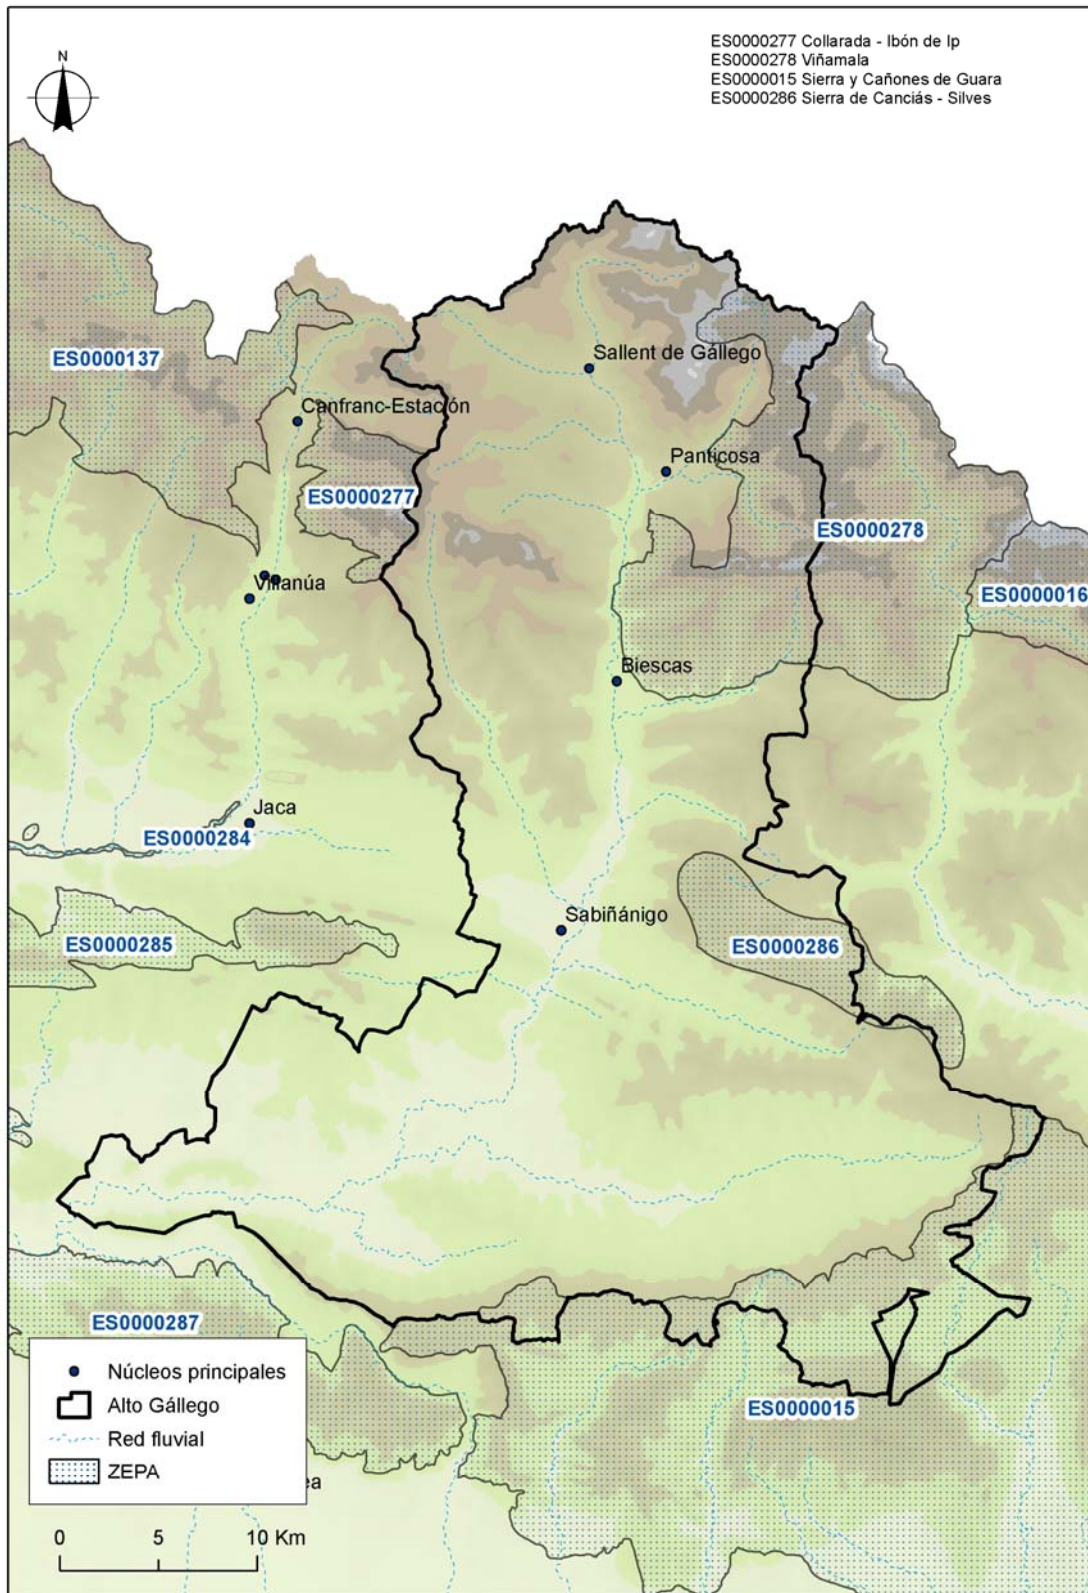 ES0000277 Collarada - Ibón de Ip
ES0000278 Viñamala
ES0000015 Sierra y Cañones de Guara
ES0000286 Sierra de Canciás - Silves
N
ES0000137
Sallent de Gállego
Canfranc-Estación
Panticosa
ES0000277
ES0000278
Villanúa
ES0000016
Biescas
Jaca
ES0000284
Sabiñánigo
ES0000285
ES0000286
ES0000287
Núcleos principales
Alto Gállego
ES0000015
Red fluvial
ZEPA
ea
0 5 10 Km